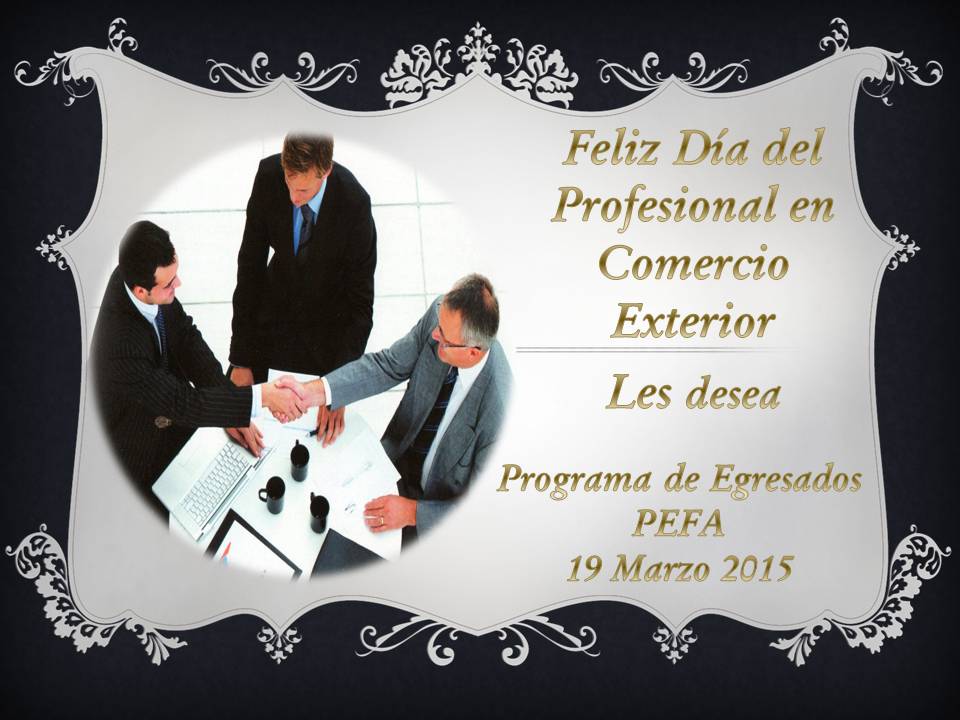 Feliz Día del
Profesional en
Comercio
Exterior
Les desea
Programa de Egresados
PEFA
19 Marzo 2015